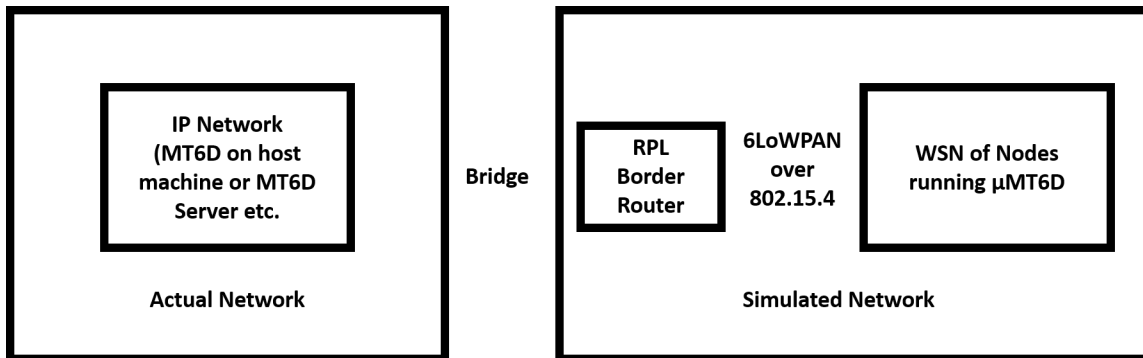 IP Network
(MT6D on host
machine or MT6D
Server etc.
Actual Network
Bridge
RPL
Border
Router
6LoWPAN
over
802.15.4
WSN of Nodes
running µMT6D
Simulated Network